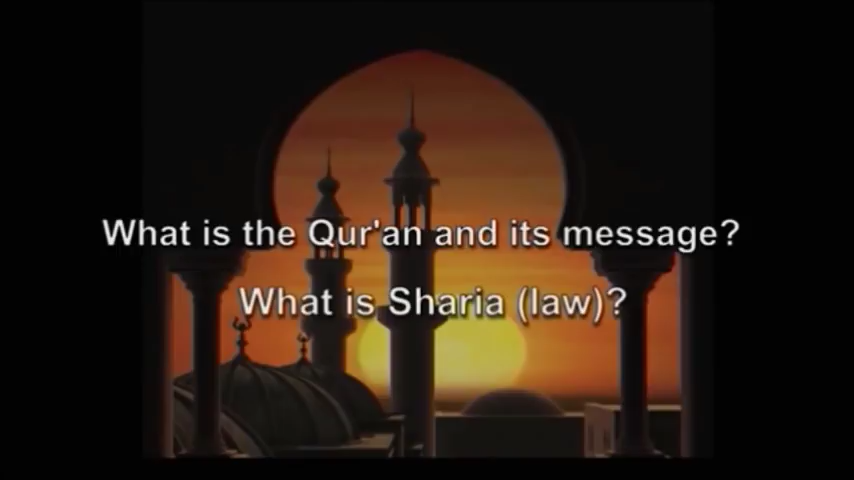 What is the Qur'an and its message?
What is Sharia (law)?